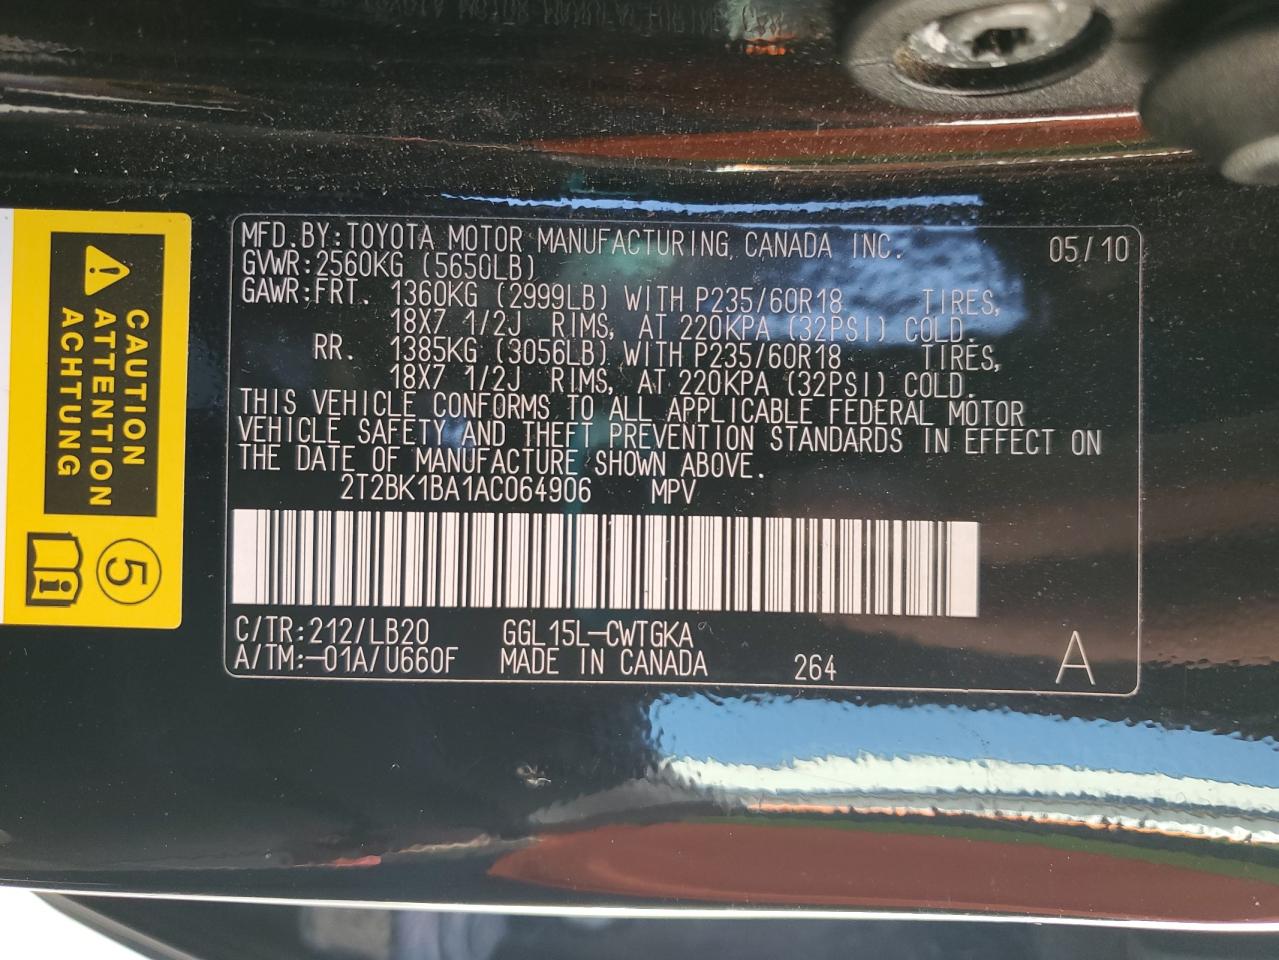 MFD.BY:TOYOTA MOTOR MANUFACTURING CANADA INC. 05/10
GVWR:2560KG (5650LB)
GAWR:FRT. 1360KG (2999LB) WITH P235/60R18 TIRES,
18X7 1/2J RIMS, AT 220KPA (32PSI) COLD.
RR. 1385KG (3056LB) WITH P235/60R18 TIRES,
18X7 1/2J RIMS, AT 220KPA (32PSI) COLD.
THIS VEHICLE CONFORMS TO ALL APPLICABLE FEDERAL MOTOR
VEHICLE SAFETY AND THEFT PREVENTION STANDARDS IN EFFECT ON
THE DATE OF MANUFACTURE SHOWN ABOVE.
2T2BK1BA1AC064906 MPV
C/TR:212/LB20 GGL15L-CWTGKA
A/TM:-01A/U660F MADE IN CANADA 264 A
CAUTION
ATTENTION
ACHTUNG
5